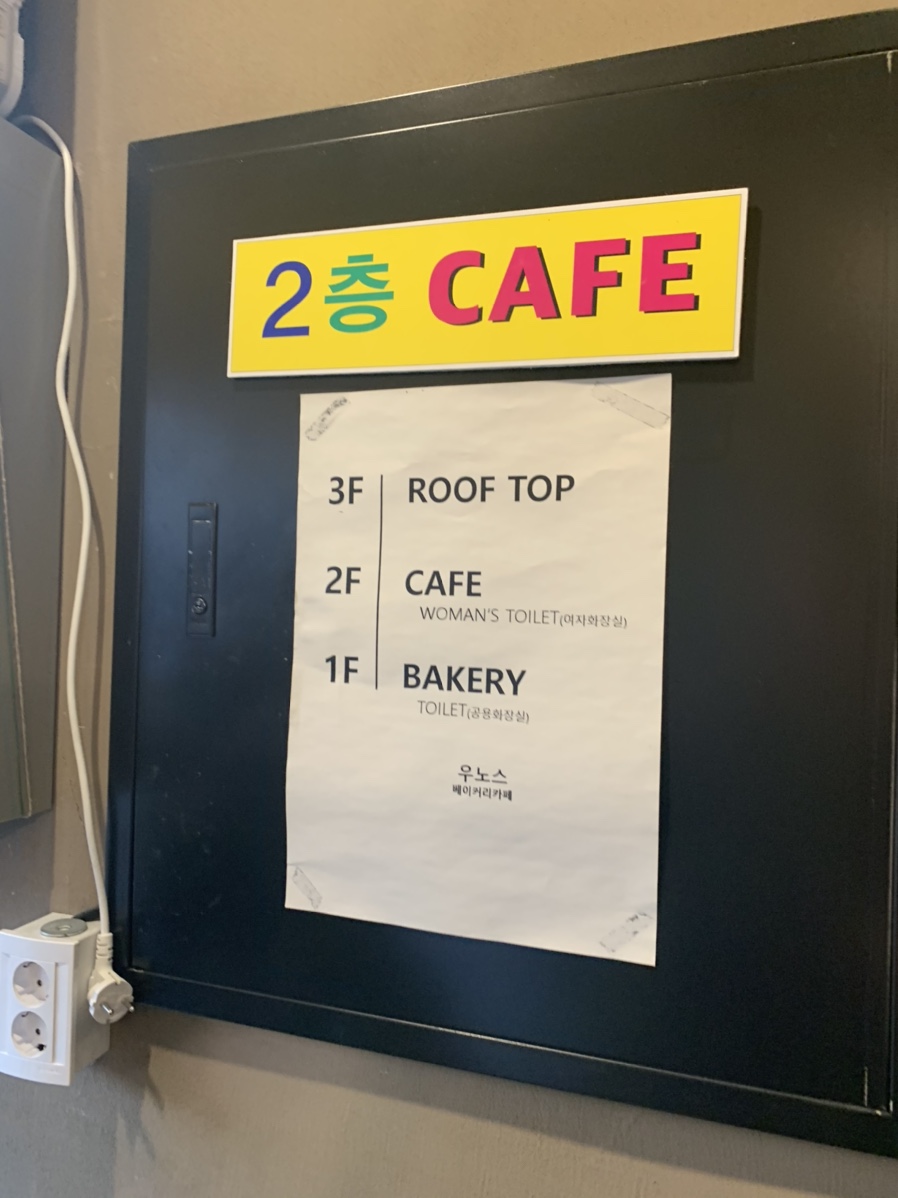 2층 CAFE
3F ROOF TOP
2F CAFE
WOMAN'S TOILET(여자화장실)
1F BAKERY
TOILET(공용화장실)
우노스
베이커리카페